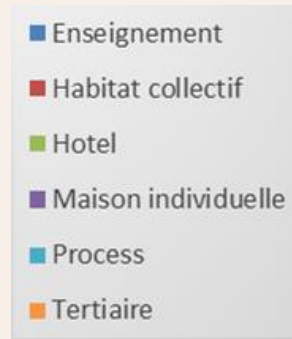 Enseignement
Habitat collectif
Hotel
Maison individuelle
Process
Tertiaire